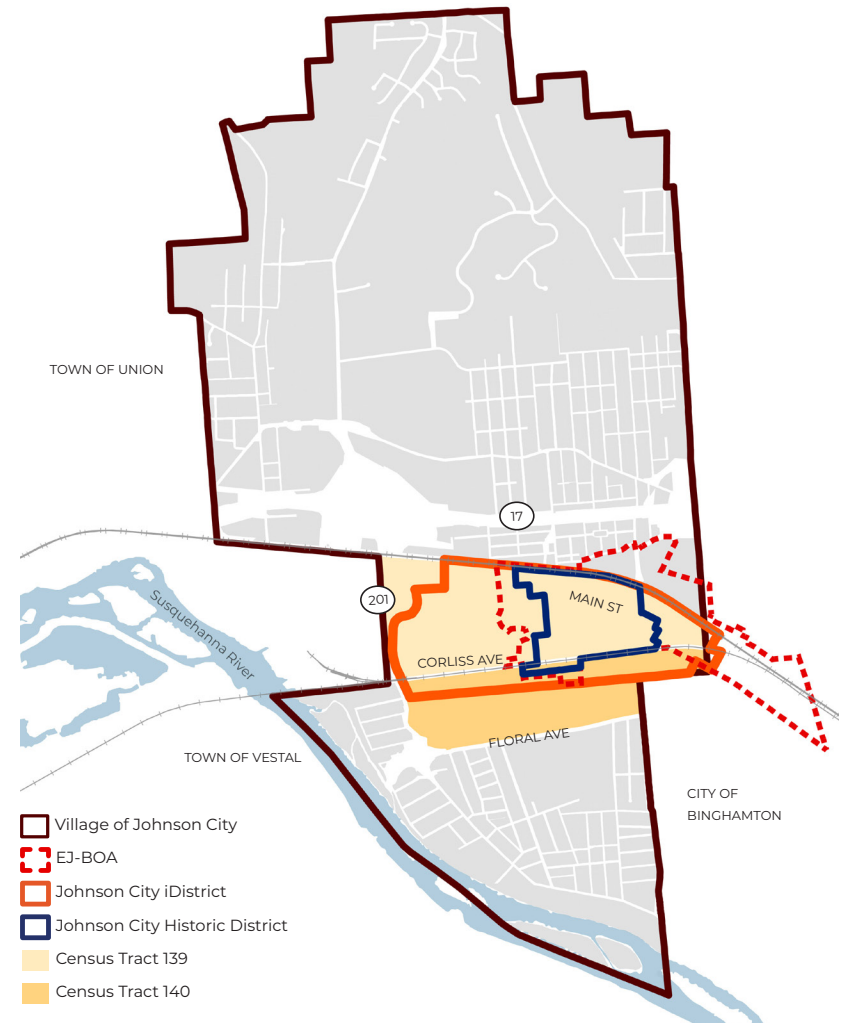 TOWN OF UNION
17
201
MAIN ST
Susquehanna River
CORLISS AVE
FLORAL AVE
TOWN OF VESTAL
CITY OF
BINGHAMTON
Village of Johnson City
EJ-BOA
Johnson City iDistrict
Johnson City Historic District
Census Tract 139
Census Tract 140